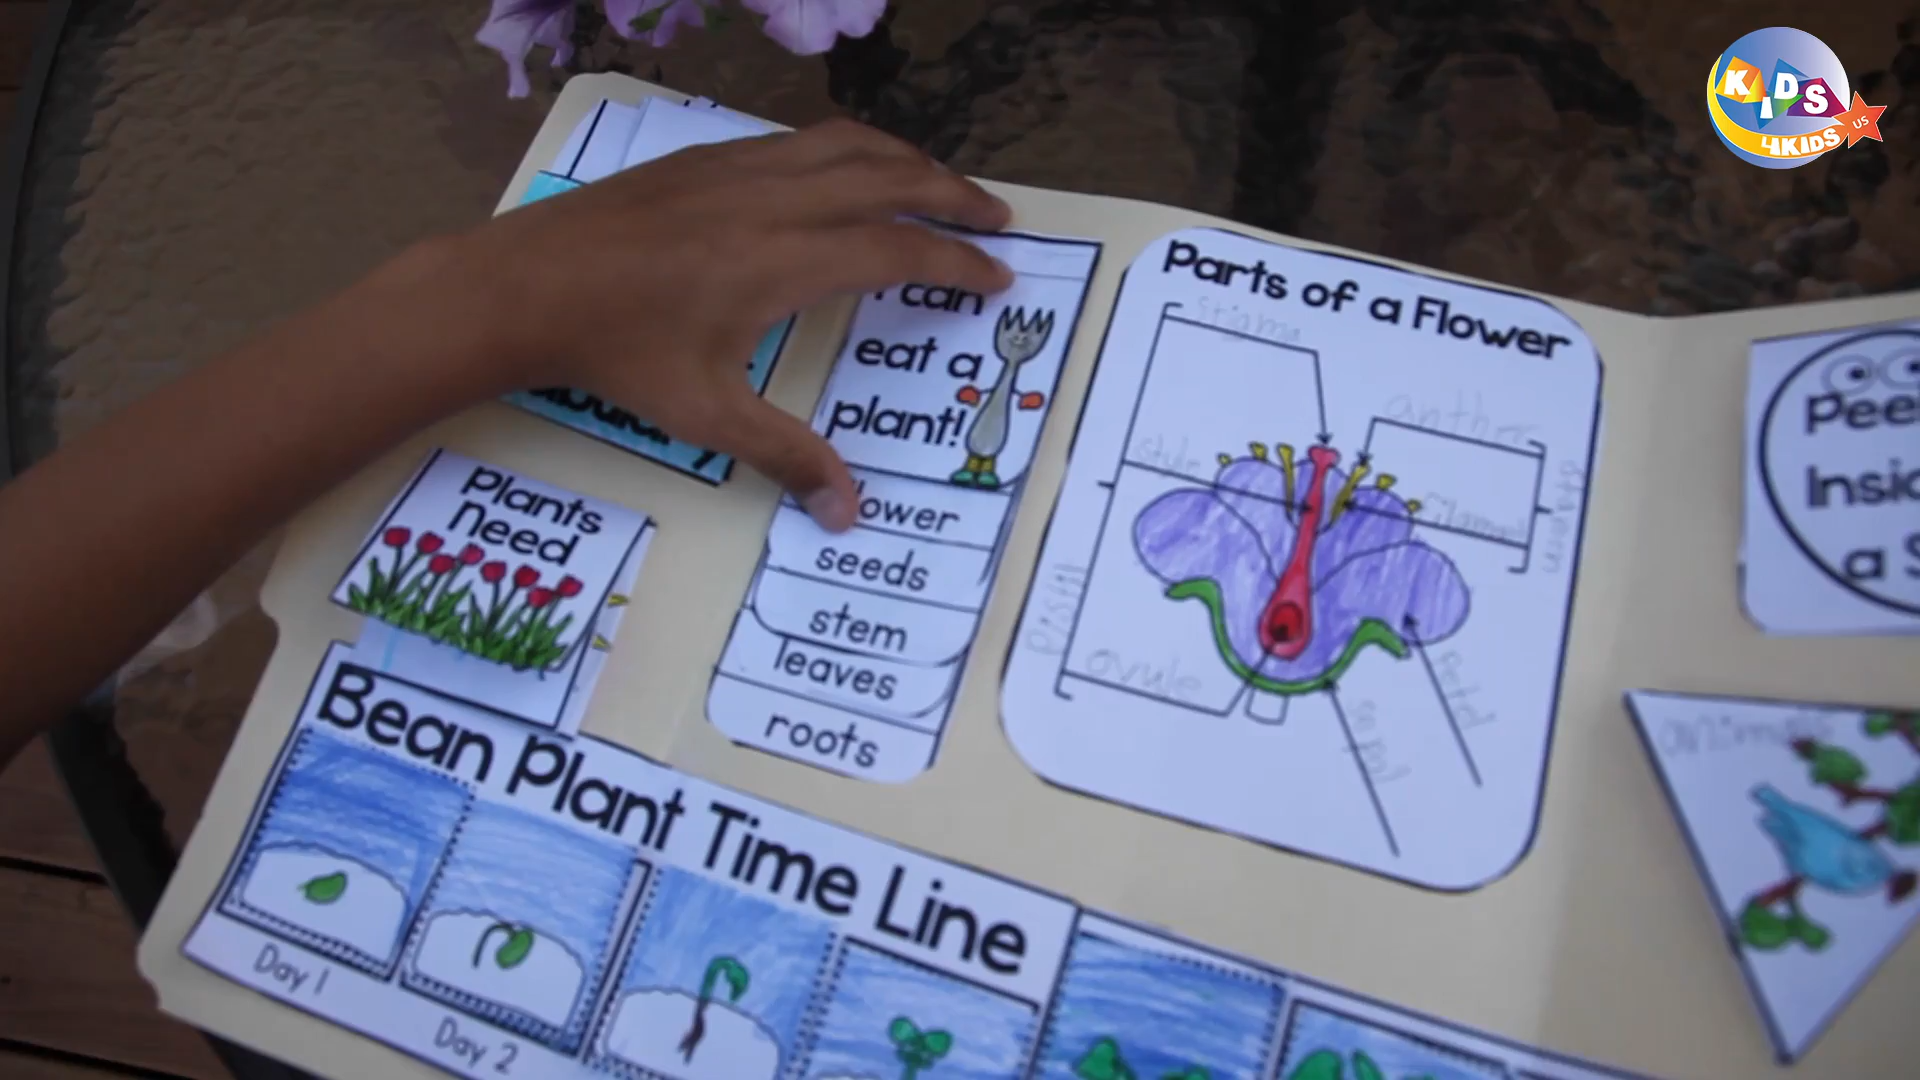 KiDS
4KiDS
US
I can
eat a
plant!
flower
seeds
stem
leaves
roots
Plants
need
Parts of a Flower
stigma
anther
style
filament
stamen
pistil
ovule
sepal
petal
Bean Plant Time Line
Day 1
Day 2
Insi
a S
animals